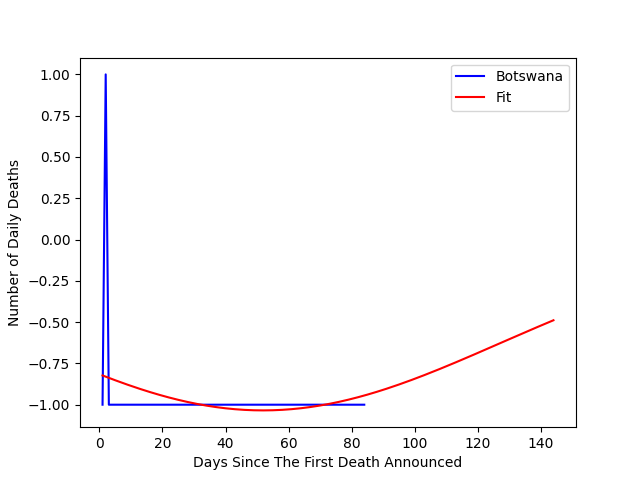 Botswana
Fit
1.00
0.75
0.50
0.25
0.00
−0.25
−0.50
−0.75
−1.00
Number of Daily Deaths
0 20 40 60 80 100 120 140
Days Since The First Death Announced